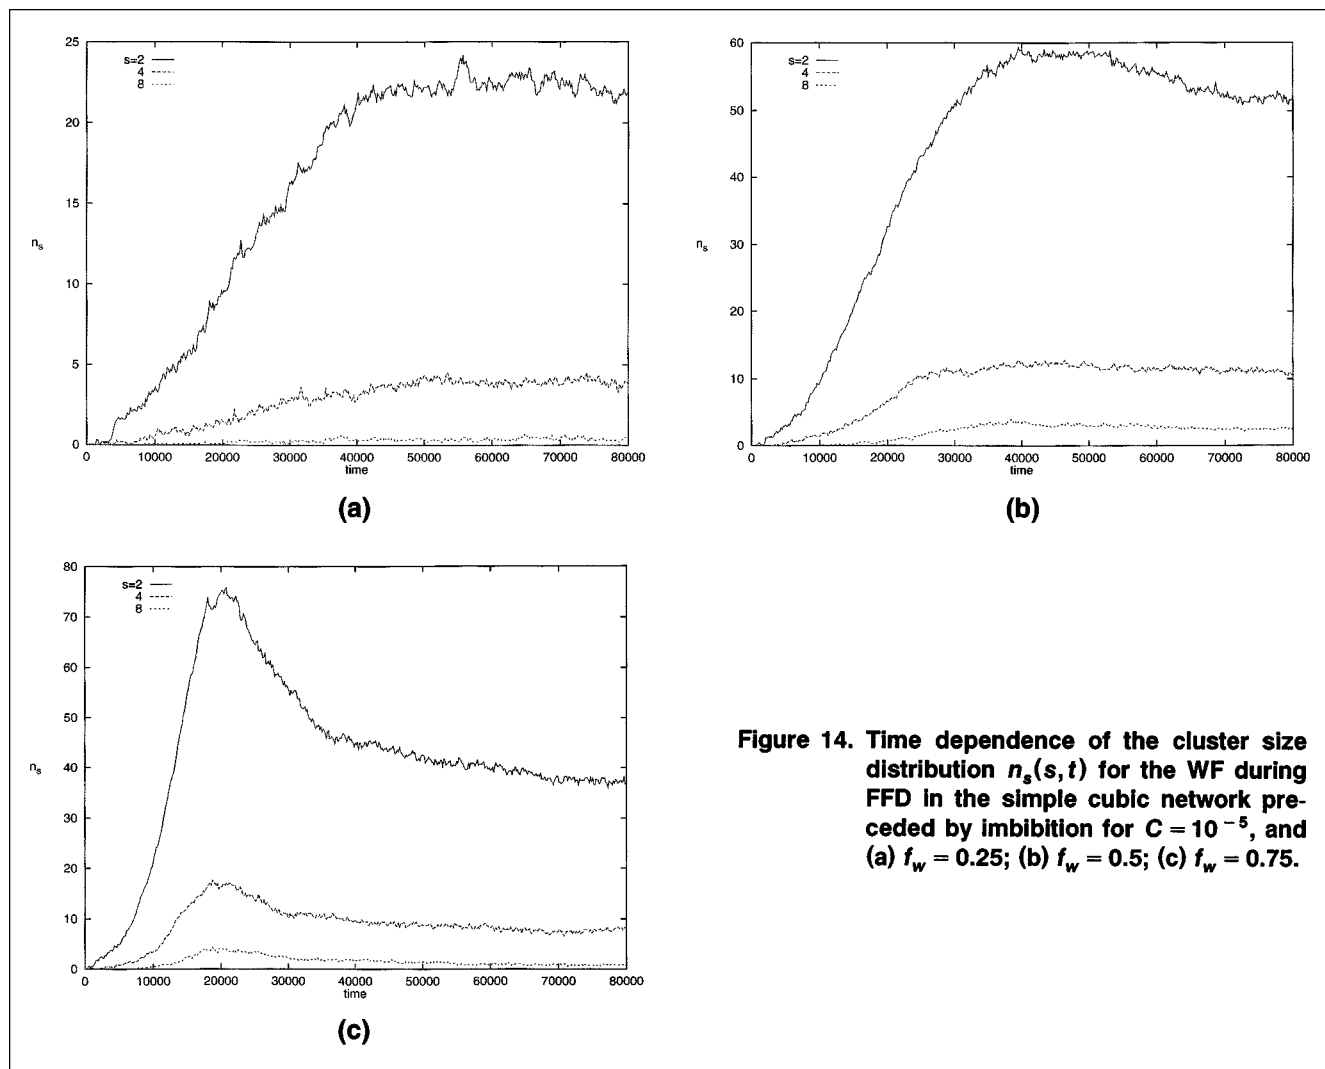 25
20
15
n_s
10
5
0
s=2
4
8
0 10000 20000 30000 40000 50000 60000 70000 80000
time
(a)
60
50
40
30
n_s
20
10
0
s=2
4
8
0 10000 20000 30000 40000 50000 60000 70000 80000
time
(b)
80
70
60
50
40
n_s
30
20
10
0
s=2
4
8
0 10000 20000 30000 40000 50000 60000 70000 80000
time
(c)
Figure 14. Time dependence of the cluster size
distribution n_s(s,t) for the WF during
FFD in the simple cubic network pre-
ceded by imbibition for C = 10^{-5}, and
(a) f_w = 0.25; (b) f_w = 0.5; (c) f_w = 0.75.